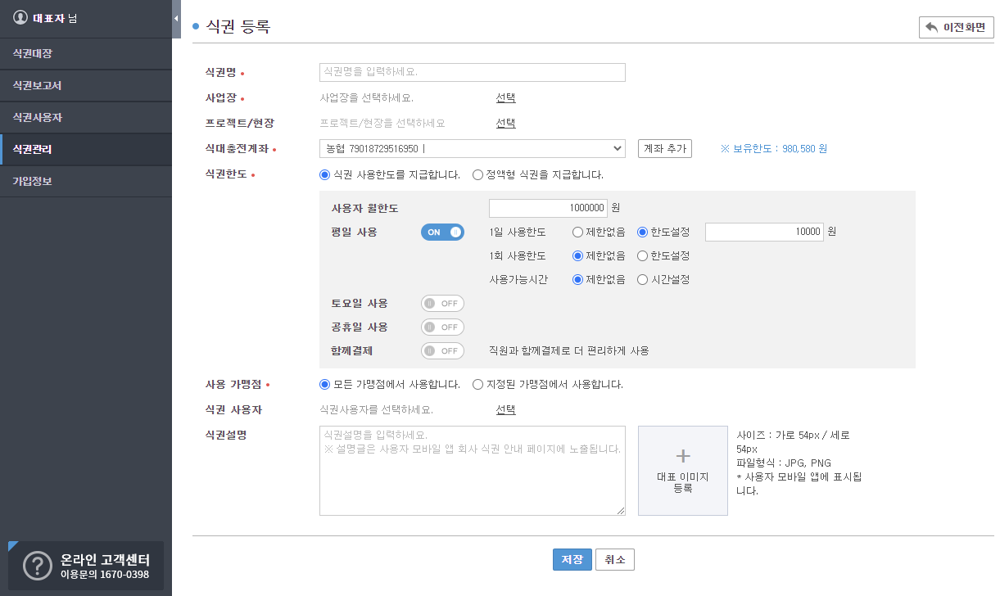 대표자 님
식권대장
식권보고서
식권사용자
식권관리
가입정보
온라인 고객센터
이용문의 1670-0398
식권 등록
이전화면
식권명
식권명을 입력하세요.
사업장
사업장을 선택하세요.
선택
프로젝트/현장
프로젝트/현장을 선택하세요
선택
식대충전계좌
농협 79018729516950 |
계좌 추가
※ 보유한도 : 980,580 원
식권한도
식권 사용한도를 지급합니다.
정액형 식권을 지급합니다.
사용자 월한도
1000000 원
평일 사용
ON
1일 사용한도
제한없음
한도설정
10000 원
1회 사용한도
제한없음
한도설정
사용가능시간
제한없음
시간설정
토요일 사용
OFF
공휴일 사용
OFF
함께결제
OFF
직원과 함께결제로 더 편리하게 사용
사용 가맹점
모든 가맹점에서 사용합니다.
지정된 가맹점에서 사용합니다.
식권 사용자
식권사용자를 선택하세요.
선택
식권설명
식권설명을 입력하세요.
※ 설명글은 사용자 모바일 앱 회사 식권 안내 페이지에 노출됩니다.
대표 이미지
등록
사이즈 : 가로 54px / 세로
54px
파일형식 : JPG, PNG
* 사용자 모바일 앱에 표시됩
니다.
저장
취소